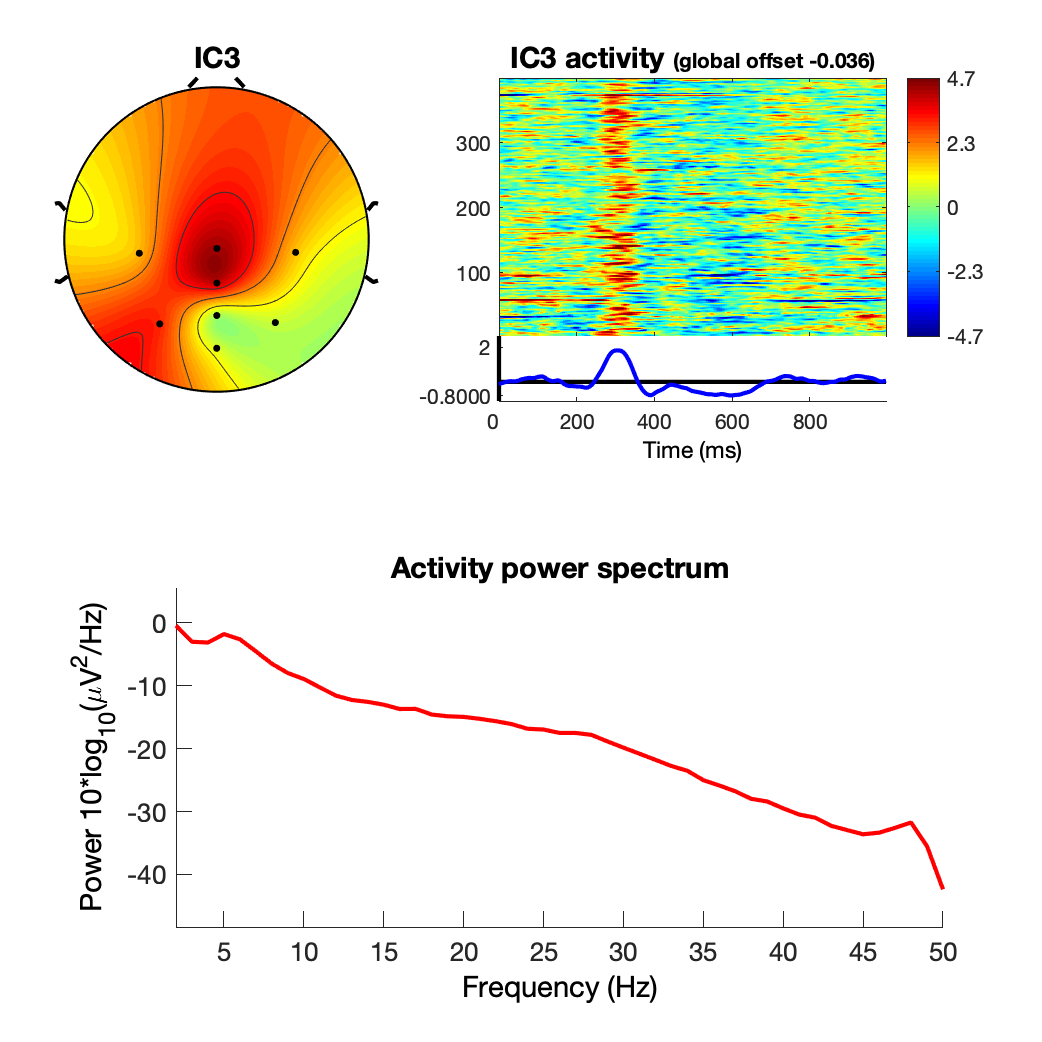 IC3
IC3 activity (global offset -0.036)
300
200
100
4.7
2.3
0
-2.3
-4.7
2
-0.8000
0 200 400 600 800
Time (ms)
Activity power spectrum
Power 10*log10(μV2/Hz)
0
-10
-20
-30
-40
5 10 15 20 25 30 35 40 45 50
Frequency (Hz)